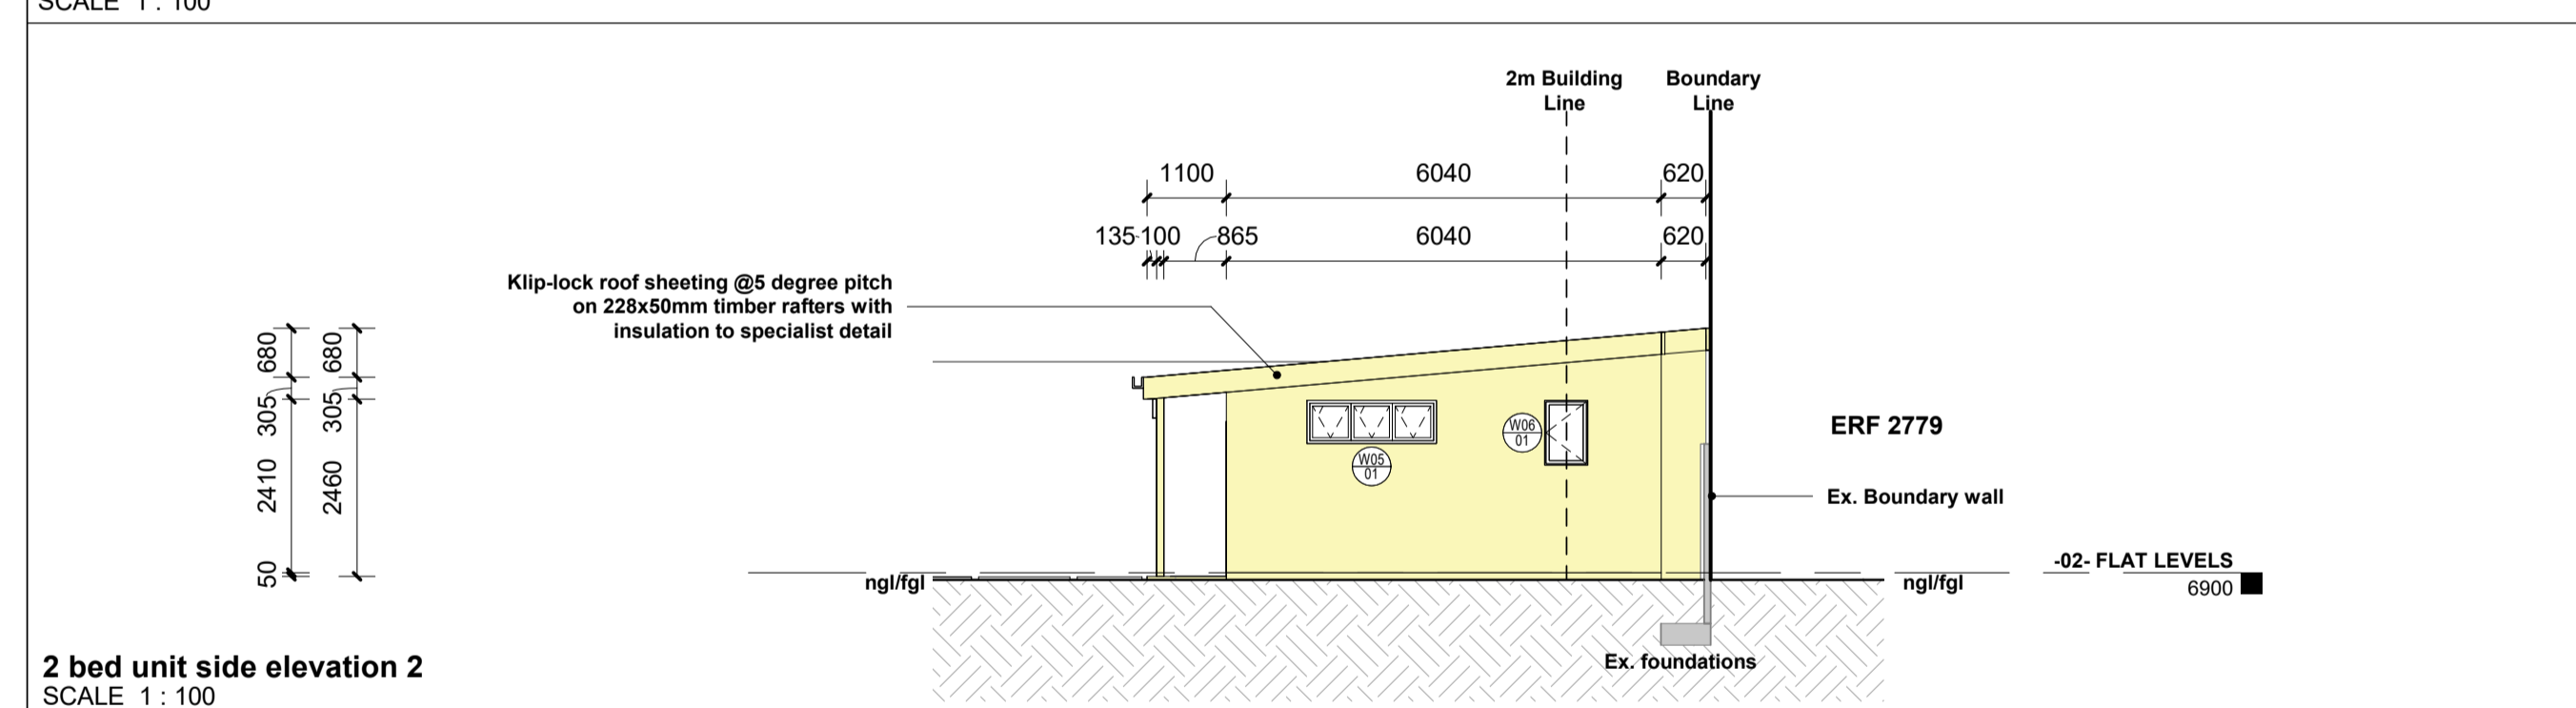 SCALE 1 : 100
2m Building
Line
Boundary
Line
1100
6040
620
135
100
865
6040
620
Klip-lock roof sheeting @5 degree pitch
on 228x50mm timber rafters with
insulation to specialist detail
680
680
305
305
2410
2460
50
W05
01
W06
01
ERF 2779
Ex. Boundary wall
-02- FLAT LEVELS
6900
ngl/fgl
ngl/fgl
Ex. foundations
2 bed unit side elevation 2
SCALE 1 : 100